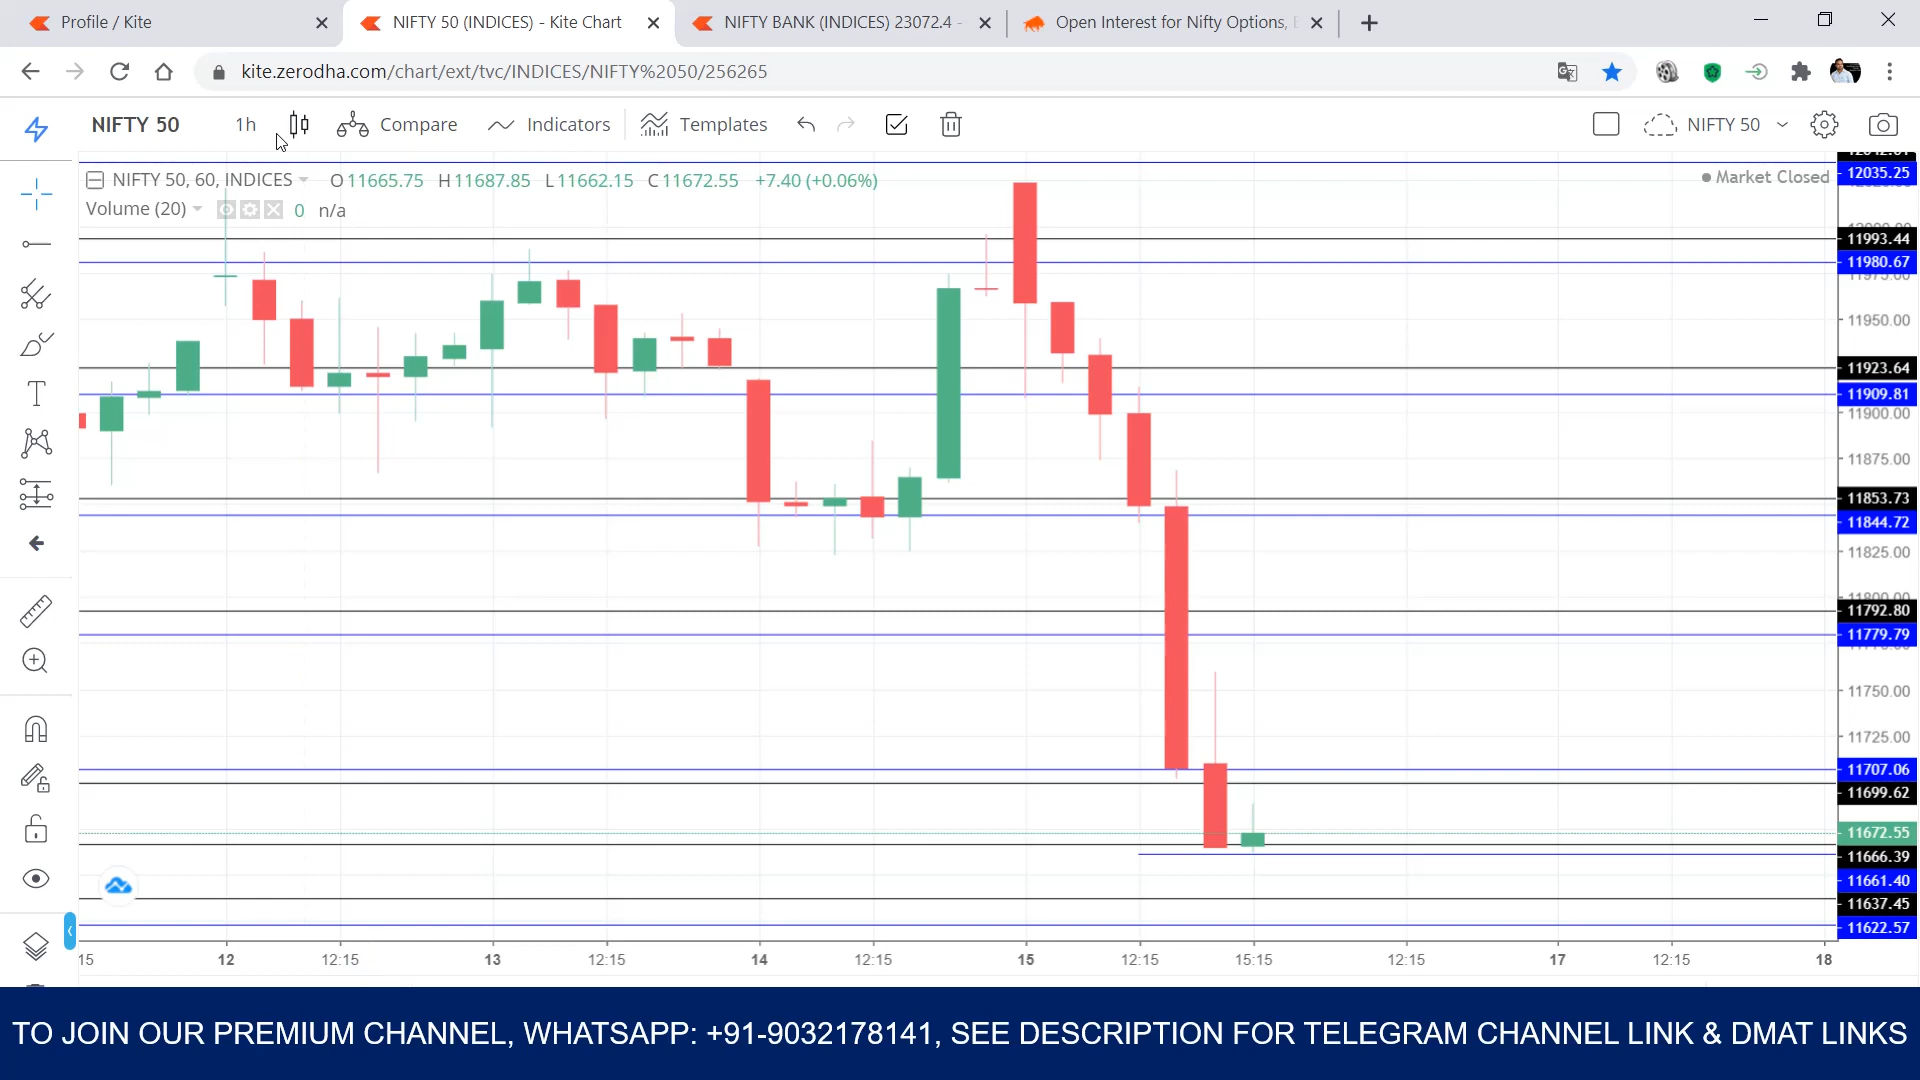 Profile / Kite
NIFTY 50 (INDICES) - Kite Chart
NIFTY BANK (INDICES) 23072.4 -
Open Interest for Nifty Options,
kite.zerodha.com/chart/ext/tvc/INDICES/NIFTY%2050/256265
NIFTY 50 1h Compare Indicators Templates NIFTY 50
NIFTY 50, 60, INDICES O 11665.75 H 11687.85 L 11662.15 C 11672.55 +7.40 (+0.06%)
Market Closed
Volume (20) 0 n/a
12035.25
11993.44
11980.67
11950.00
11923.64
11909.81
11900.00
11875.00
11853.73
11844.72
11825.00
11792.80
11779.79
11750.00
11725.00
11707.06
11699.62
11672.55
11666.39
11661.40
11637.45
11622.57
15 12 12:15 13 12:15 14 12:15 15 12:15 15:15 12:15 17 12:15 18
TO JOIN OUR PREMIUM CHANNEL, WHATSAPP: +91-9032178141, SEE DESCRIPTION FOR TELEGRAM CHANNEL LINK & DMAT LINKS